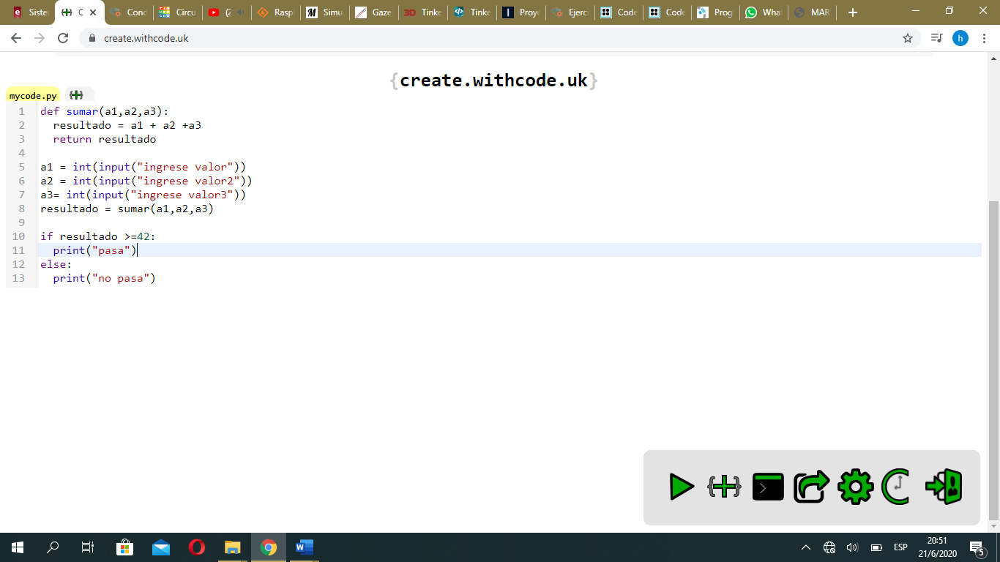 Sister
C
Cond
Circu
(2
Rasp
Simu
Gaze
3D Tinke
Tinke
Proye
Ejerc
Code
Code
Prog
What
MAR
create.withcode.uk
h
{create.withcode.uk}
mycode.py
1 def sumar(a1,a2,a3):
2 resultado = a1 + a2 +a3
3 return resultado
4
5 a1 = int(input("ingrese valor"))
6 a2 = int(input("ingrese valor2"))
7 a3= int(input("ingrese valor3"))
8 resultado = sumar(a1,a2,a3)
9
10 if resultado >=42:
11 print("pasa")
12 else:
13 print("no pasa")
ESP
20:51
21/6/2020
5